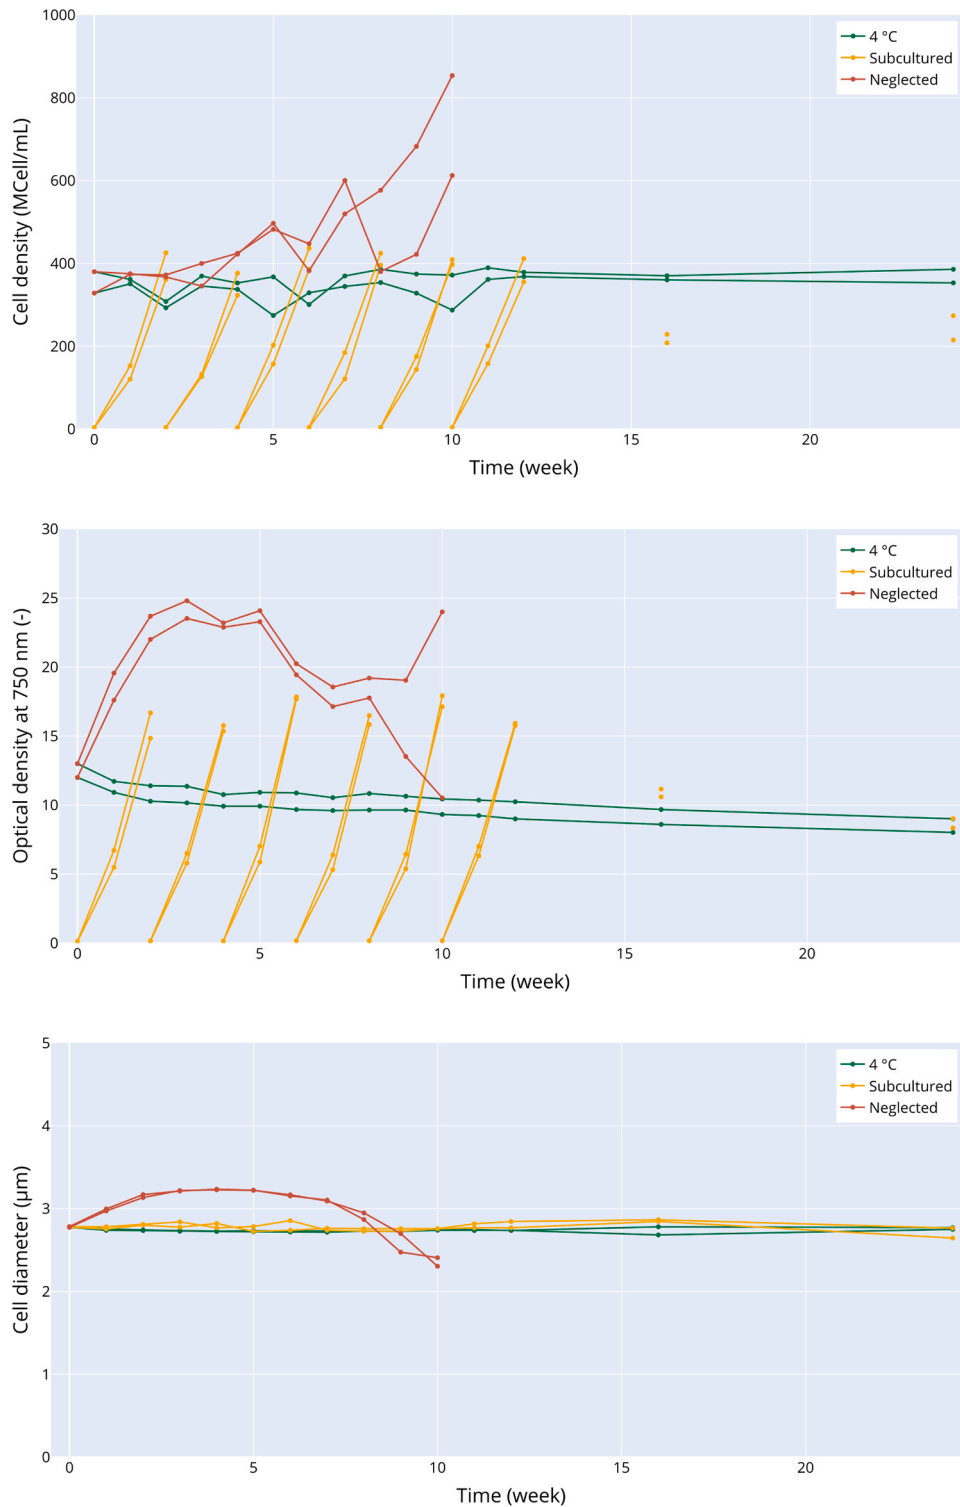 1000
800
600
400
200
0
Cell density (MCell/mL)
4 °C
Subcultured
Neglected
0 5 10 15 20
Time (week)
30
25
20
15
10
5
0
Optical density at 750 nm (-)
4 °C
Subcultured
Neglected
0 5 10 15 20
Time (week)
5
4
3
2
1
0
Cell diameter (μm)
4 °C
Subcultured
Neglected
0 5 10 15 20
Time (week)